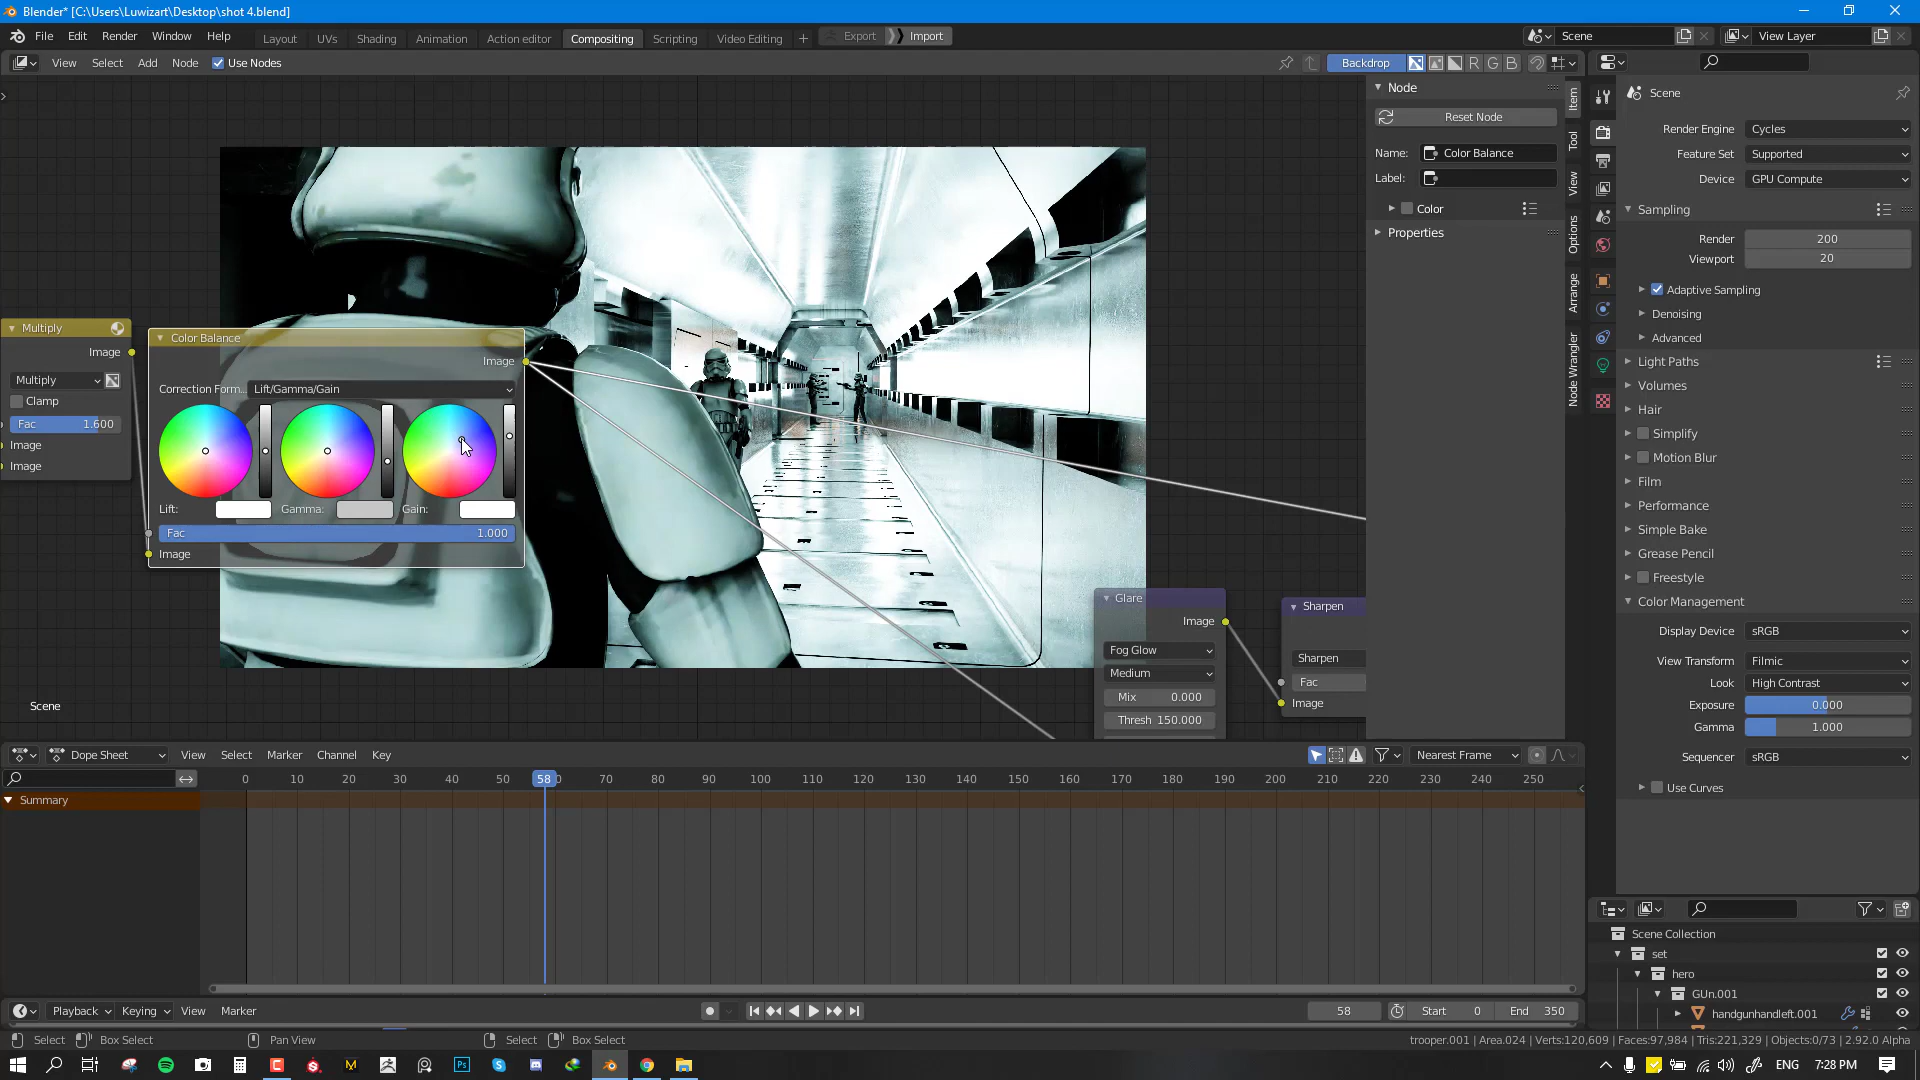 Blender* [C:\Users\Luwizart\Desktop\shot 4.blend]
File Edit Render Window Help Layout UVs Shading Animation Action editor Compositing Scripting Video Editing + Export Import Scene View Layer
View Select Add Node Use Nodes Backdrop R G B
Node
Reset Node
Name: Color Balance
Label:
Color
Properties
Item
Tool
View
Options
Arrange
Node Wrangler
Scene
Render Engine Cycles
Feature Set Supported
Device GPU Compute
Sampling
Render 200
Viewport 20
Adaptive Sampling
Denoising
Advanced
Light Paths
Volumes
Hair
Simplify
Motion Blur
Film
Performance
Simple Bake
Grease Pencil
Freestyle
Color Management
Display Device sRGB
View Transform Filmic
Look High Contrast
Exposure 0.000
Gamma 1.000
Sequencer sRGB
Use Curves
Multiply
Image
Multiply
Clamp
Fac 1.600
Image
Image
Color Balance
Image
Correction Form... Lift/Gamma/Gain
Lift: Gamma: Gain:
Fac 1.000
Image
Glare
Image
Fog Glow
Medium
Mix 0.000
Thresh 150.000
Sharpen
Sharpen
Fac
Image
Scene
Dope Sheet View Select Marker Channel Key Nearest Frame
0 10 20 30 40 50 58 0 70 80 90 100 110 120 130 140 150 160 170 180 190 200 210 220 230 240 250
Summary
Scene Collection
set
hero
GUn.001
handgunhandleft.001
Playback Keying View Marker 58 Start 0 End 350
Select Box Select Pan View Select Box Select trooper.001 | Area.024 | Verts:120,609 | Faces:97,984 | Tris:221,329 | Objects:0/73 | 2.92.0 Alpha
ENG 7:28 PM